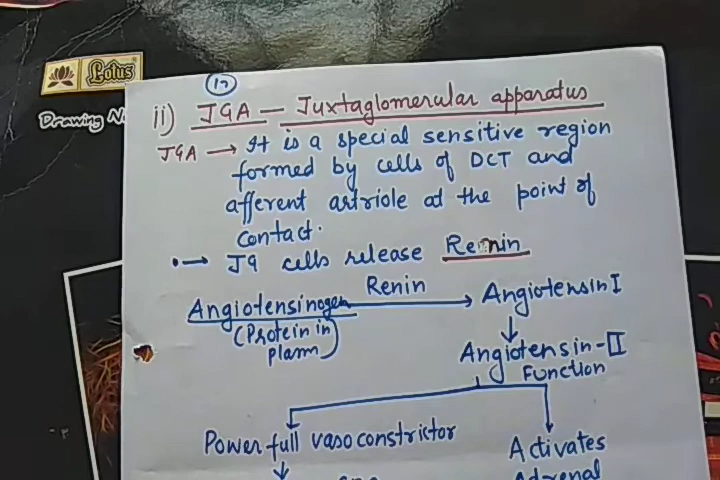 Lotus
Drawing
17
ii) JGA — Juxtaglomerular apparatus
JGA → It is a special sensitive region
formed by cells of DCT and
afferent artriole at the point of
contact.
•→ JG cells release Renin
Angiotensinogen Renin → Angiotensin I
(Protein in
plasm)
↓
Angiotensin-II
Function
Powerfull vasoconstrictor
Activates
↓
Adrenal